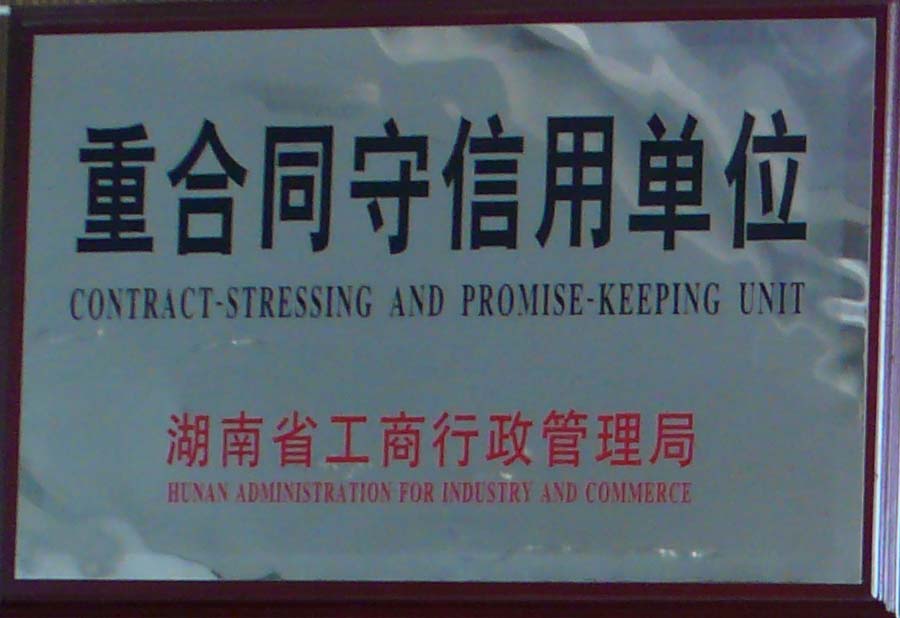 重合同守信用单位
CONTRACT-STRESSING AND PROMISE-KEEPING UNIT
湖南省工商行政管理局
HUNAN ADMINISTRATION FOR INDUSTRY AND COMMERCE